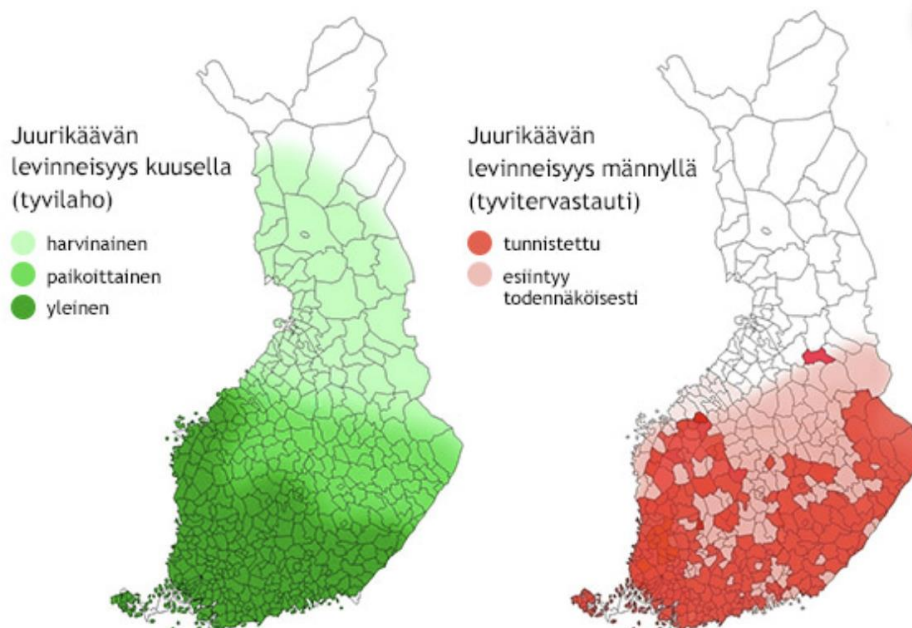 Juurikäävän
levinneisyys kuusella
(tyvilaho)
harvinainen
paikoittainen
yleinen
Juurikäävän
levinneisyys männyllä
(tyvitervastauti)
tunnistettu
esiintyy
todennäköisesti